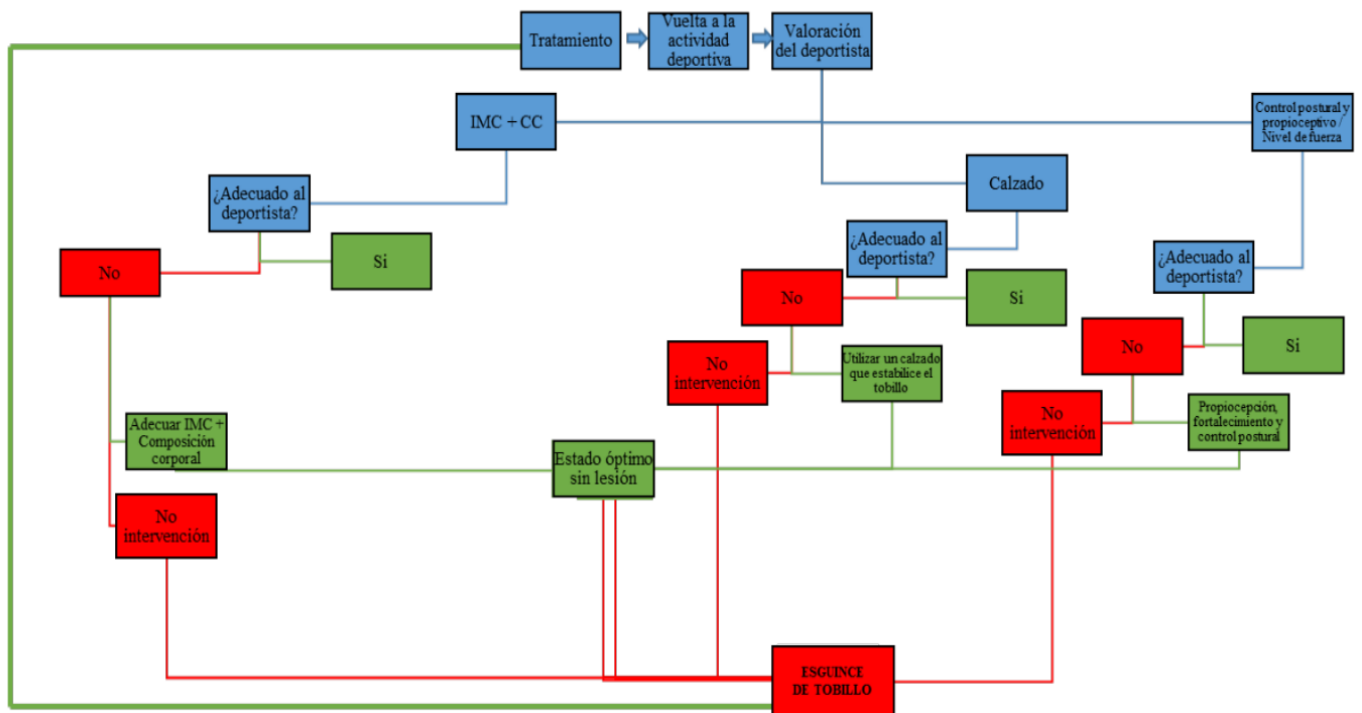 Tratamiento
Vuelta a la
actividad
deportiva
Valoración
del deportista
IMC + CC
Control postural y
propioceptivo /
Nivel de fuerza
Calzado
¿Adecuado al
deportista?
No
Si
¿Adecuado al
deportista?
No
Si
¿Adecuado al
deportista?
No
Si
No
intervención
Utilizar un calzado
que estabilice el
tobillo
No
intervención
Propiocepción,
fortalecimiento y
control postural
Adecuar IMC +
Composición
corporal
Estado óptimo
sin lesión
No
intervención
ESGUINCE
DE TOBILLO